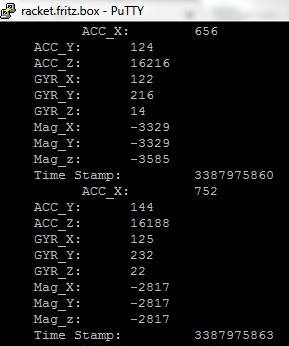 racket.fritz.box - PuTTY
ACC_X: 656
ACC_Y: 124
ACC_Z: 16216
GYR_X: 122
GYR_Y: 216
GYR_Z: 14
Mag_X: -3329
Mag_Y: -3329
Mag_z: -3585
Time Stamp: 3387975860
ACC_X: 752
ACC_Y: 144
ACC_Z: 16188
GYR_X: 125
GYR_Y: 232
GYR_Z: 22
Mag_X: -2817
Mag_Y: -2817
Mag_z: -2817
Time Stamp: 3387975863